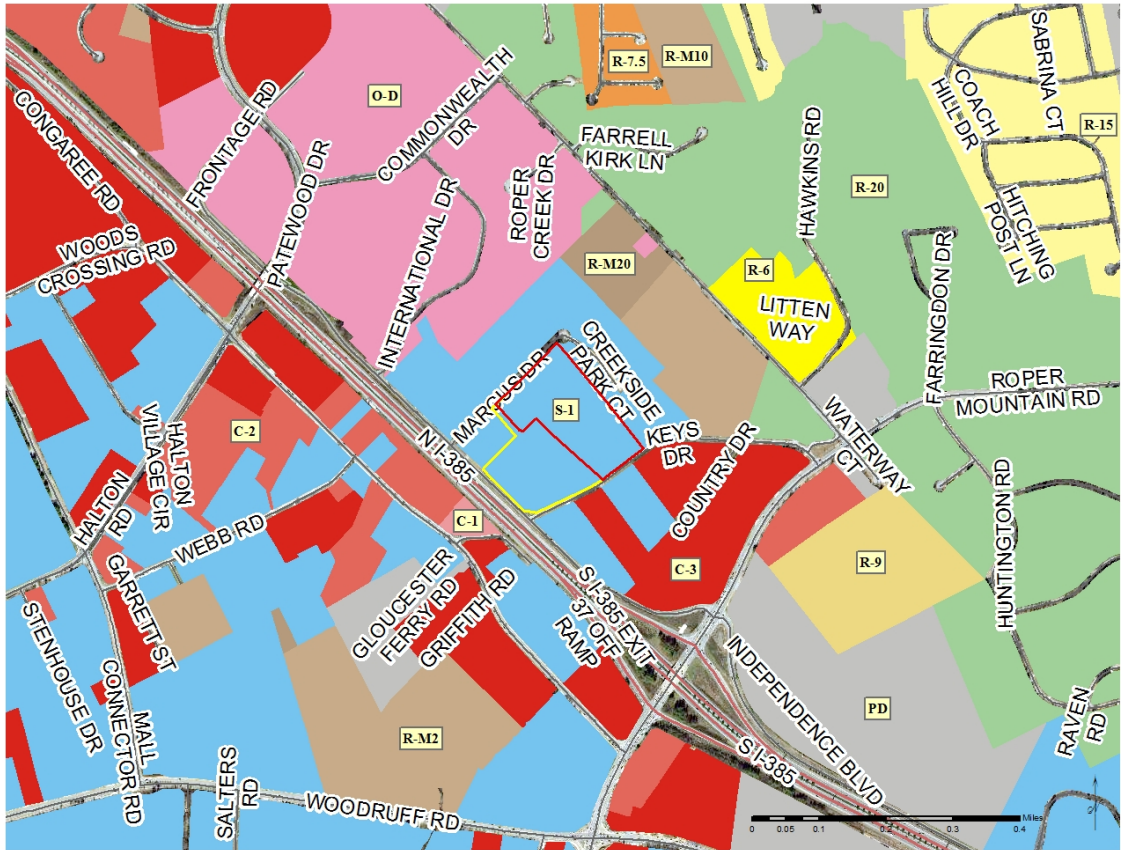 SABRINA CT
COACH
HILL DR
R-7.5
R-M10
O-D
CONGAREE RD
FRONTAGE RD
COMMONWEALTH
DR
R-15
FARRELL
KIRK LN
HAWKINS RD
R-20
PATEWOOD DR
INTERNATIONAL DR
ROPER
CREEK DR
HITCHING
POST LN
WOODS
CROSSING RD
FARRINGDON DR
R-M20
R-6
LITTEN
WAY
MARCUS DR
CREEKSIDE
PARK CT
ROPER
MOUNTAIN RD
S-1
C-2
HALTON
VILLAGE CIR
KEYS
DR
COUNTRY DR
WATERWAY
CT
N I-385
HALTON
RD
WEBB RD
HUNTINGTON RD
C-1
C-3
R-9
GARRETT ST
STENHOUSE DR
GLOUCESTER
FERRY RD
GRIFFITH RD
S I-385 EXIT
37 OFF
RAMP
INDEPENDENCE BLVD
MALL
CONNECTOR RD
R-M2
PD
RAVEN
RD
S I-385
SALTERS
RD
WOODRUFF RD
Miles
0 0.05 0.1 0.2 0.3 0.4